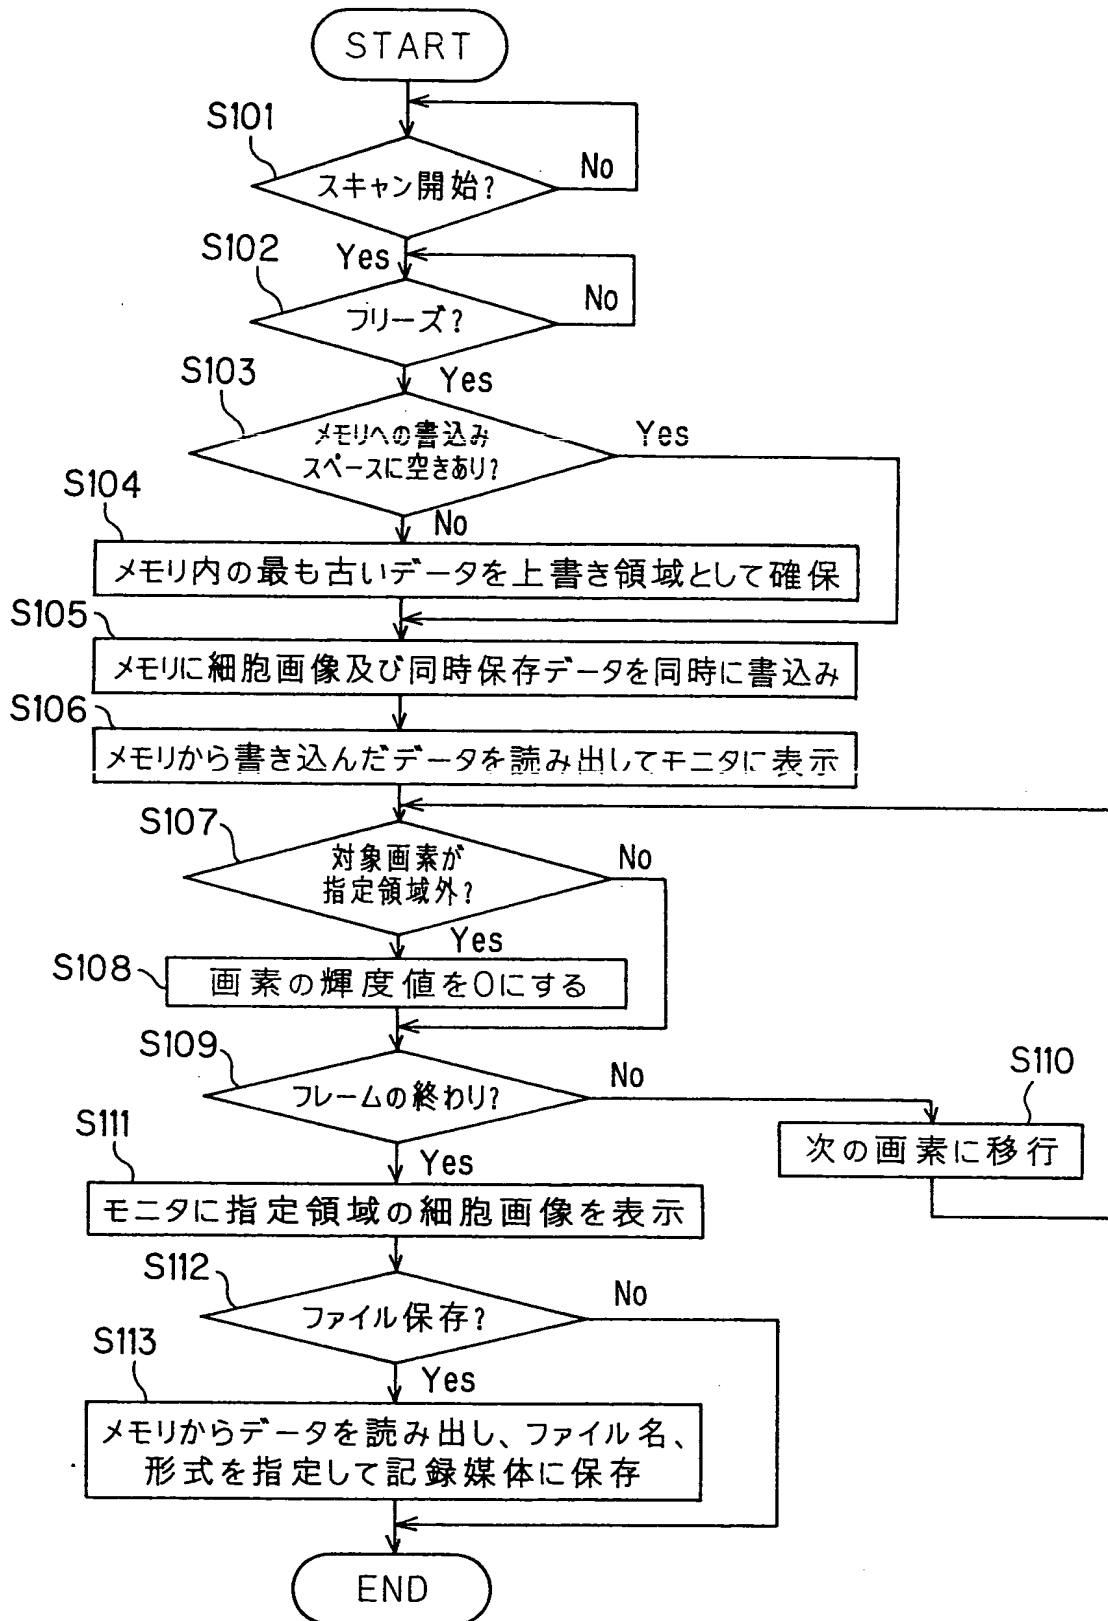 START
S101
スキャン開始?
No
S102
Yes
フリーズ?
No
S103
Yes
メモリへの書込み
スペースに空きあり?
Yes
S104
No
メモリ内の最も古いデータを上書き領域として確保
S105
メモリに細胞画像及び同時保存データを同時に書込み
S106
メモリから書き込んだデータを読み出してモニタに表示
S107
対象画素が
指定領域外?
No
Yes
S108
画素の輝度値を0にする
S109
フレームの終わり?
No
S110
次の画素に移行
S111
Yes
モニタに指定領域の細胞画像を表示
S112
ファイル保存?
No
S113
Yes
メモリからデータを読み出し、ファイル名、
形式を指定して記録媒体に保存
END